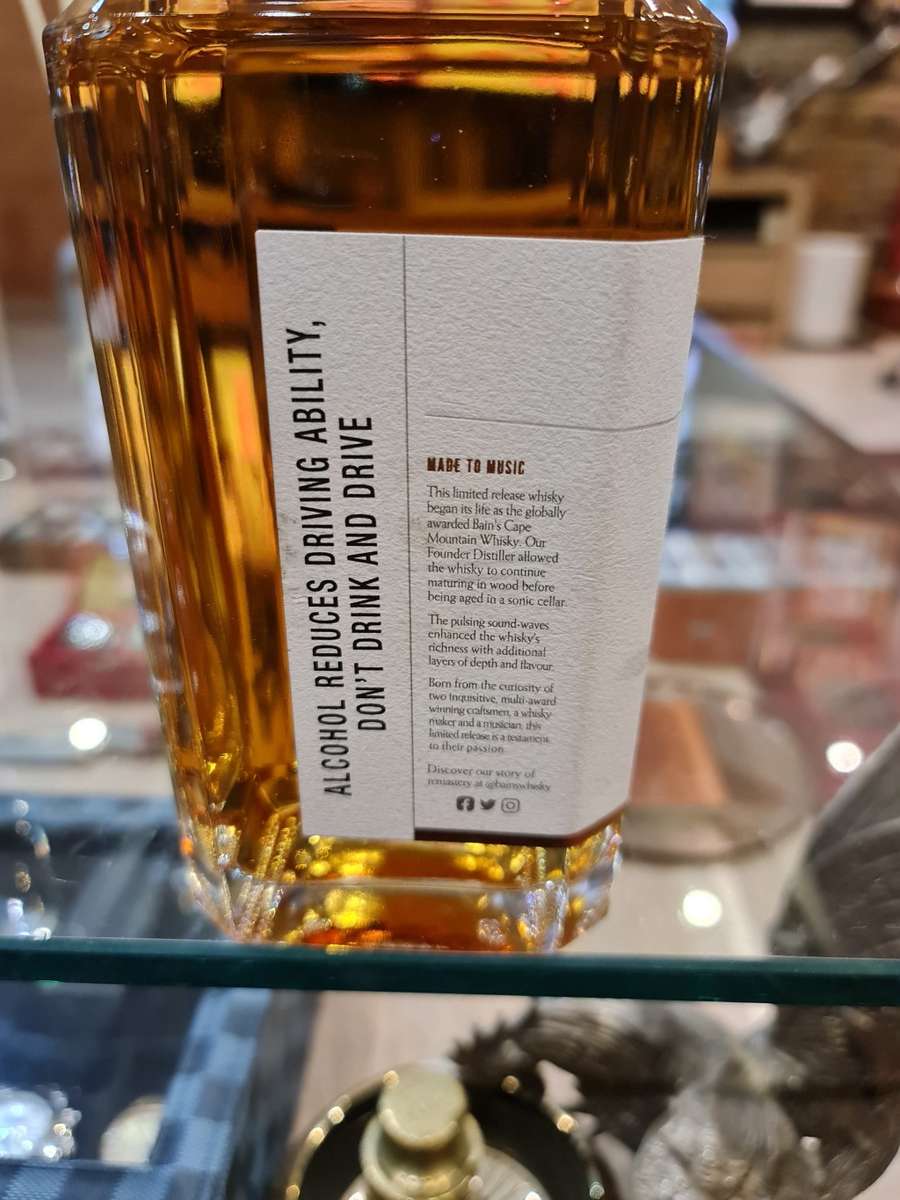 ALCOHOL REDUCES DRIVING ABILITY,
DON'T DRINK AND DRIVE
MADE TO MUSIC
This limited release whisky
began its life as the globally
awarded Bain's Cape
Mountain Whisky. Our
Founder Distiller allowed
the whisky to continue
maturing in wood before
being aged in a sonic cellar.
The pulsing sound-waves
enhanced the whisky's
richness with additional
layers of depth and flavour.
Born from the curiosity of
two inquisitive, multi-award
winning craftsmen, a whisky
maker and a musician; this
limited release is a testament
to their passion.
Discover our story of
remastery at @bainswhisky